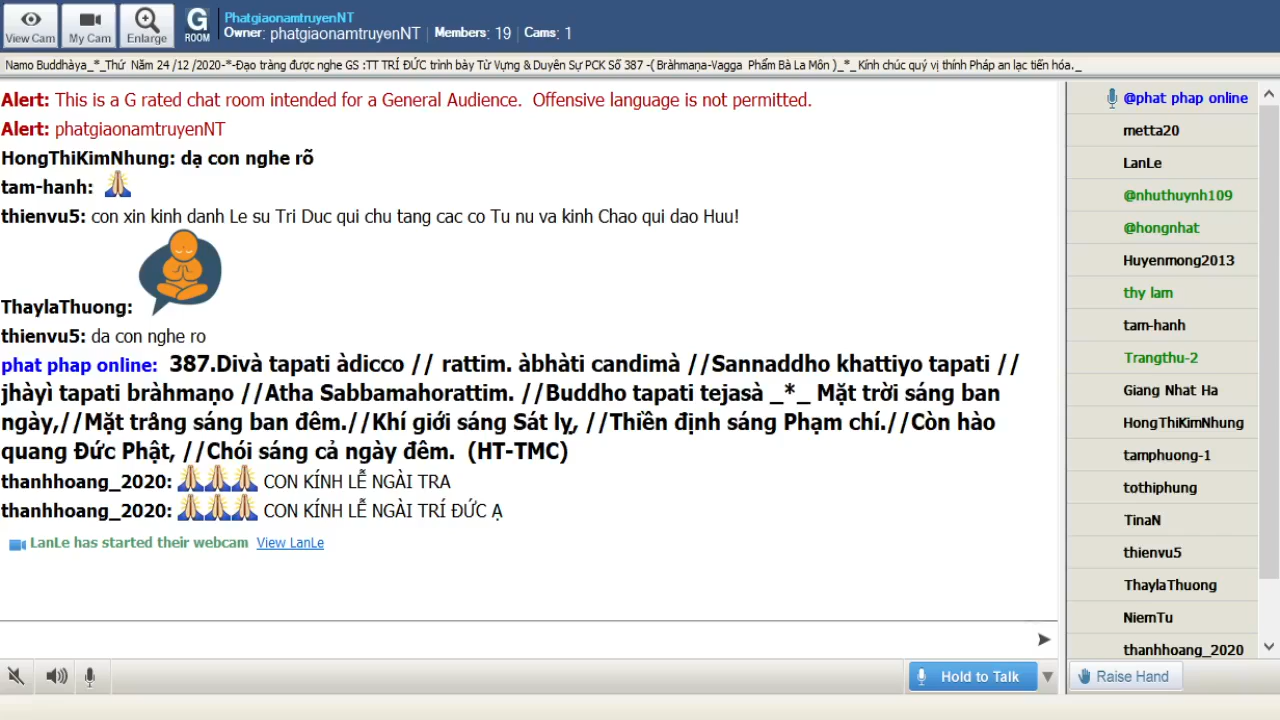 View Cam
My Cam
Enlarge
G
ROOM
PhatgiaonamtruyenNT
Owner: phatgiaonamtruyenNT | Members: 19 | Cams: 1
Namo Buddhàya_*_Thứ Năm 24 /12 /2020-*-Đạo tràng được nghe GS :TT TRÍ ĐỨC trình bày Từ Vựng & Duyên Sự PCK Số 387 -( Bràhmaṇa-Vagga Phẩm Bà La Môn )_*_ Kính chúc quý vị thính Pháp an lạc tiến hóa._
Alert: This is a G rated chat room intended for a General Audience. Offensive language is not permitted.
Alert: phatgiaonamtruyenNT
HongThiKimNhung: dạ con nghe rõ
tam-hanh:
thienvu5: con xin kinh danh Le su Tri Duc qui chu tang cac co Tu nu va kinh Chao qui dao Huu!
ThaylaThuong:
thienvu5: da con nghe ro
phat phap online: 387.Divà tapati àdicco // rattim. àbhàti candimà //Sannaddho khattiyo tapati //
jhàyì tapati bràhmaṇo //Atha Sabbamahorattim. //Buddho tapati tejasà _*_ Mặt trời sáng ban
ngày,//Mặt trăng sáng ban đêm.//Khí giới sáng Sát lỵ, //Thiền định sáng Phạm chí.//Còn hào
quang Đức Phật, //Chói sáng cả ngày đêm. (HT-TMC)
thanhhoang_2020: CON KÍNH LỄ NGÀI TRA
thanhhoang_2020: CON KÍNH LỄ NGÀI TRÍ ĐỨC Ạ
LanLe has started their webcam View LanLe
@phat phap online
metta20
LanLe
@nhuthuynh109
@hongnhat
Huyenmong2013
thy lam
tam-hanh
Trangthu-2
Giang Nhat Ha
HongThiKimNhung
tamphuong-1
tothiphung
TinaN
thienvu5
ThaylaThuong
NiemTu
thanhhoang_2020
Hold to Talk
Raise Hand